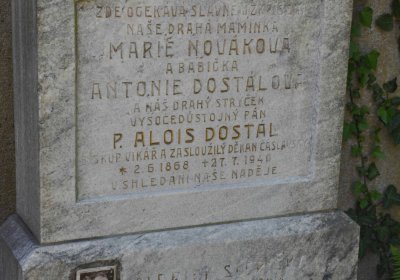 ZDE OČEKÁVÁ SLAVNÉ
NAŠE DRAHÁ MAMINKA
MARIE NOVÁKOVÁ
A BABIČKA
ANTONIE DOSTÁLOVÁ
A NÁŠ DRAHÝ STRÝČEK
VYSOCEDŮSTOJNÝ PÁN
P. ALOIS DOSTÁL
BISKUP. VIKÁŘ A ZASLOUŽILÝ DĚKAN ČÁSLAVSKÝ
* 2. 6. 1868 + 27. 7. 1940
V SHLEDÁNÍ NAŠE NADĚJE